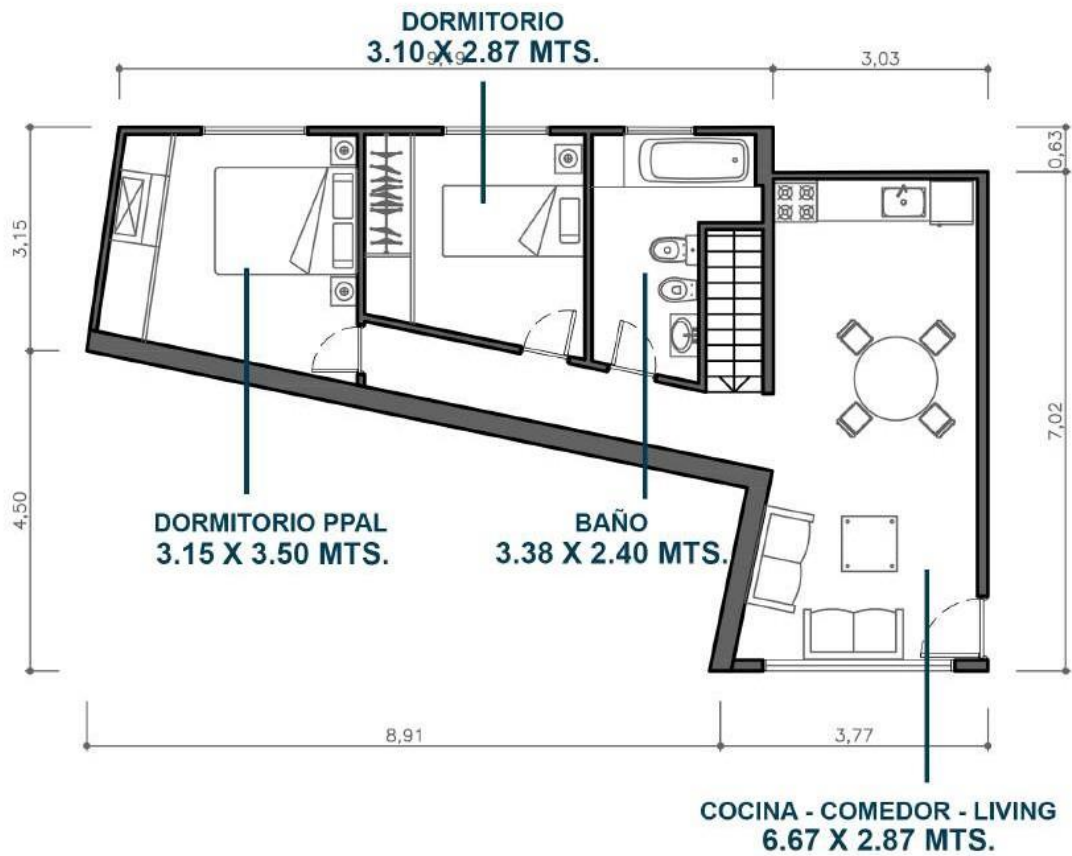 DORMITORIO
3.10 X 2.87 MTS.
9,19
3,03
0,63
3,15
7,02
4,50
DORMITORIO PPAL
3.15 X 3.50 MTS.
BAÑO
3.38 X 2.40 MTS.
8,91
3,77
COCINA - COMEDOR - LIVING
6.67 X 2.87 MTS.